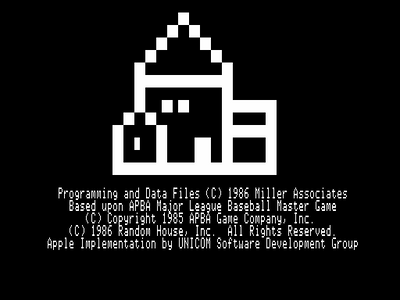 Programming and Data Files (C) 1986 Miller Associates
Based upon APBA Major League Baseball Master Game
(C) Copyright 1985 APBA Game Company, Inc.
(C) 1986 Random House, Inc.  All Rights Reserved.
Apple Implementation by UNICOM Software Development Group